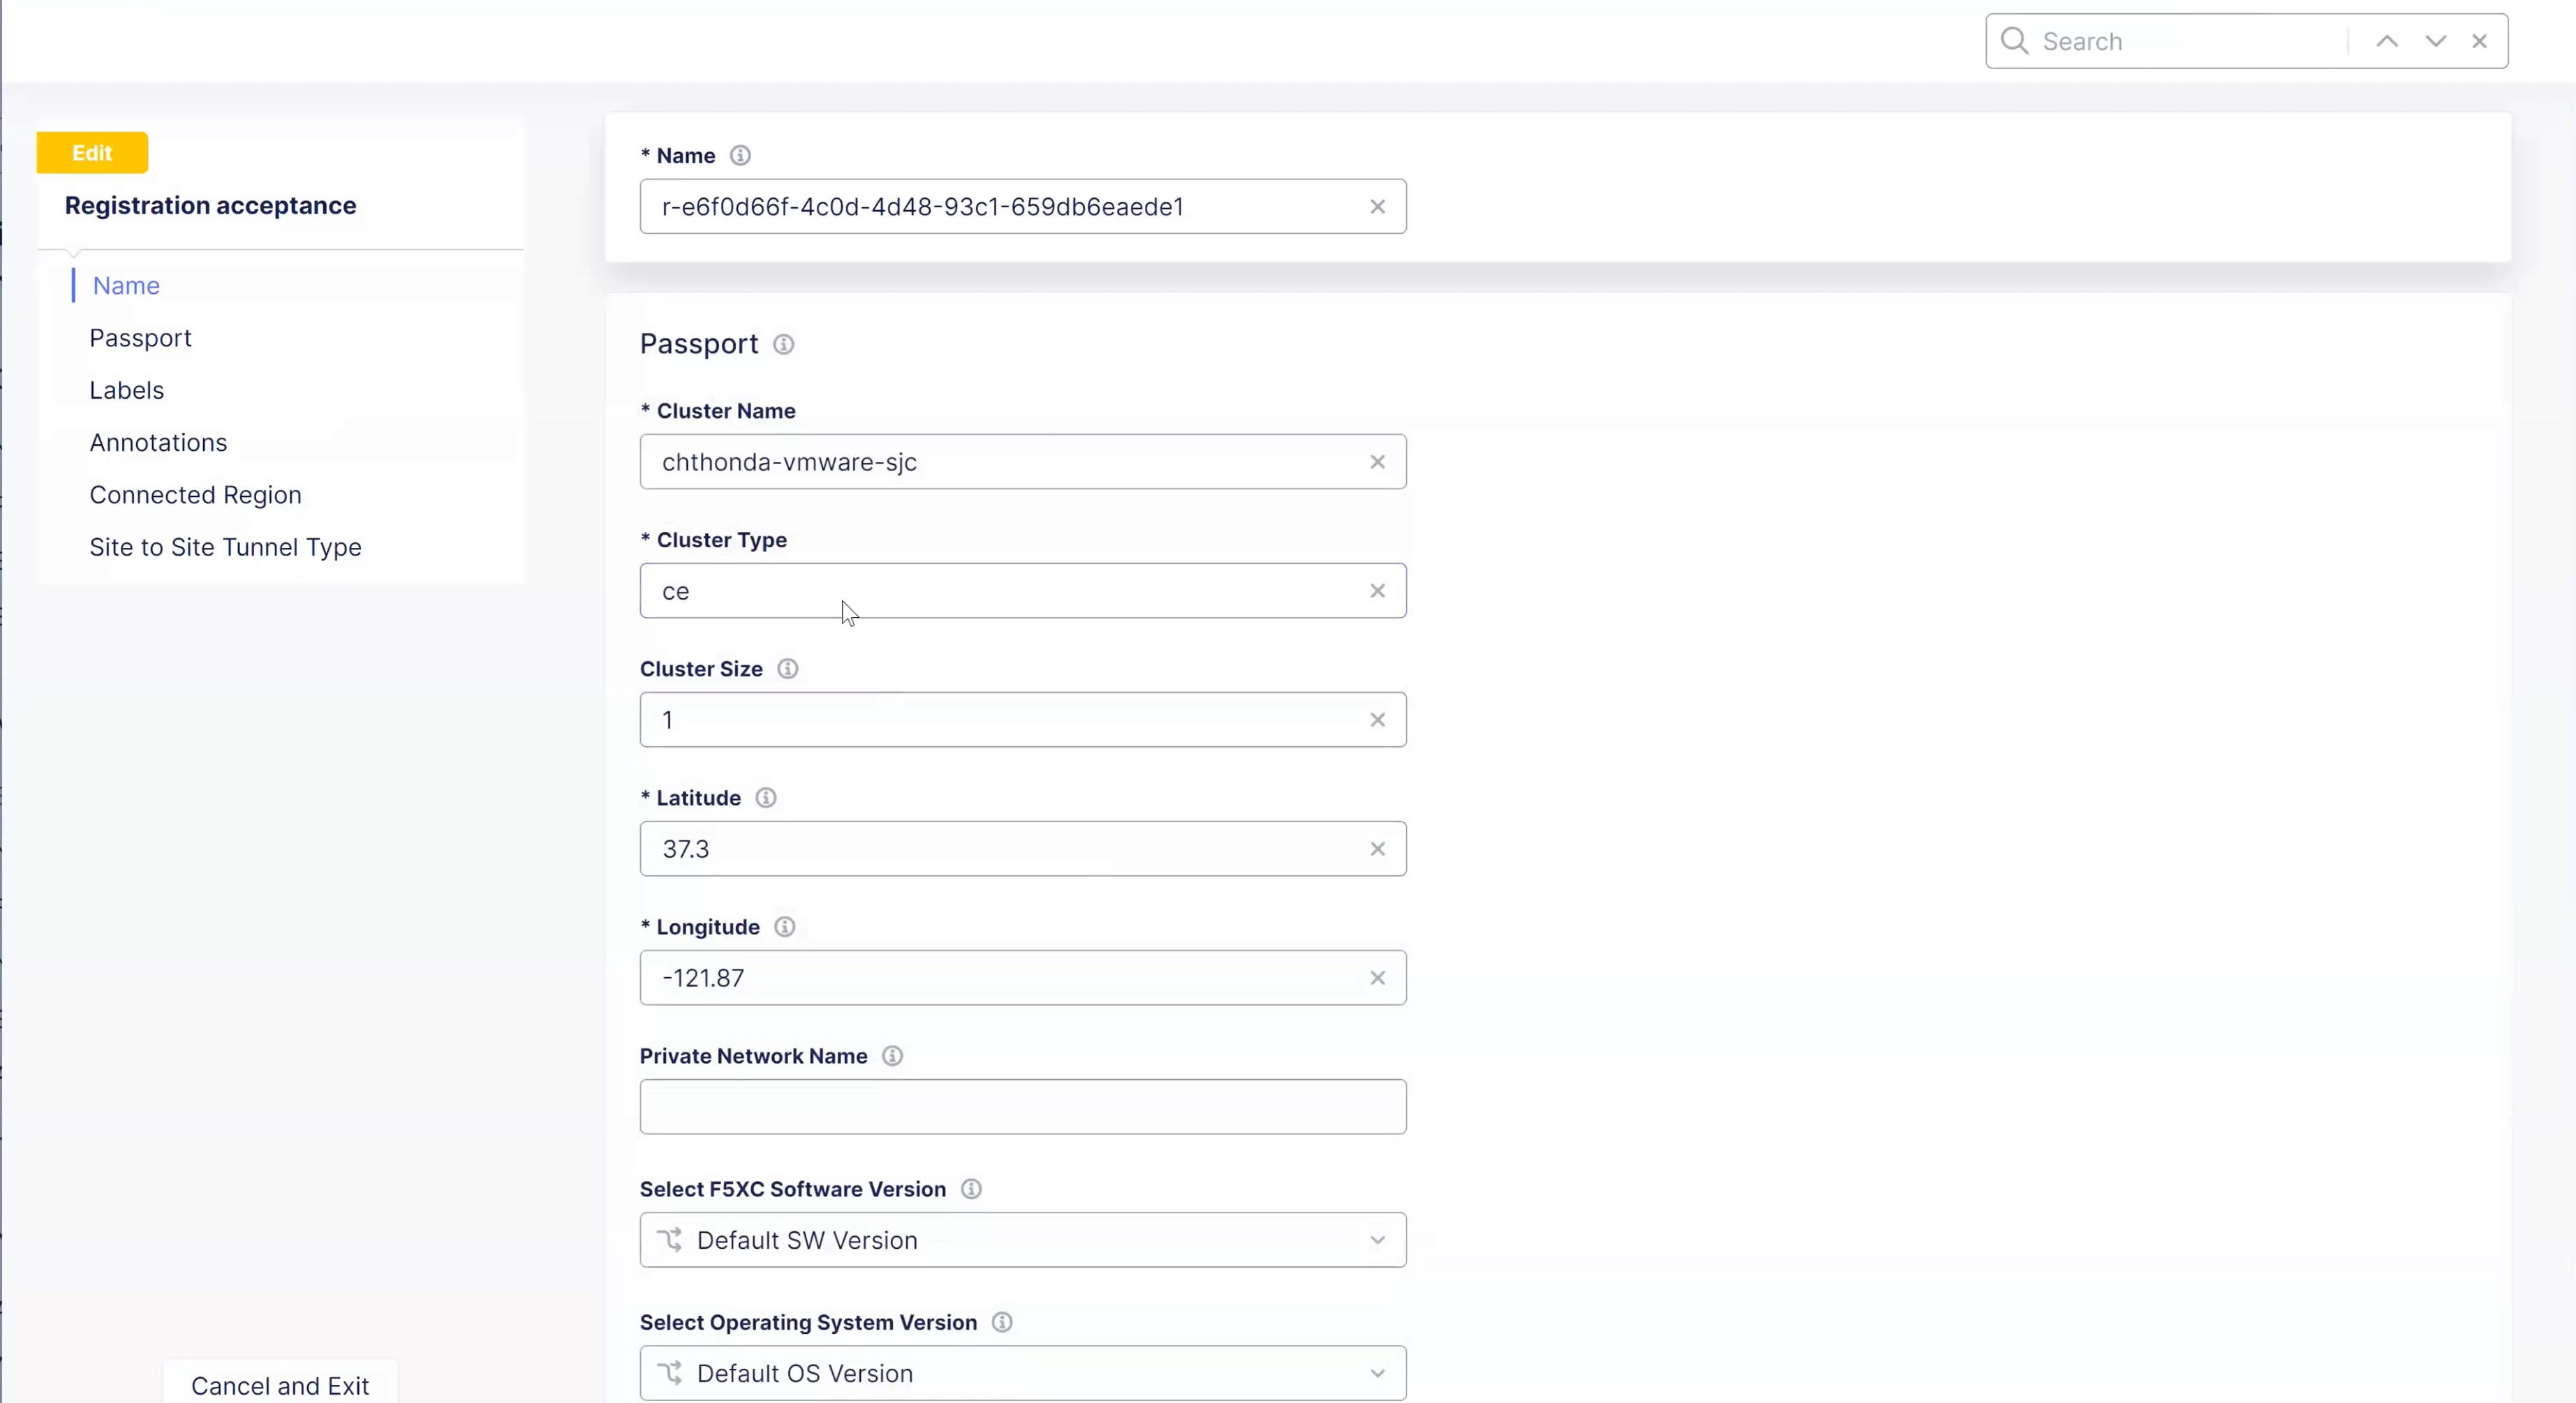 Search
Edit
Registration acceptance
Name
Passport
Labels
Annotations
Connected Region
Site to Site Tunnel Type
Cancel and Exit
* Name
r-e6f0d66f-4c0d-4d48-93c1-659db6eaede1
Passport
* Cluster Name
chthonda-vmware-sjc
* Cluster Type
ce
Cluster Size
1
* Latitude
37.3
* Longitude
-121.87
Private Network Name
Select F5XC Software Version
Default SW Version
Select Operating System Version
Default OS Version